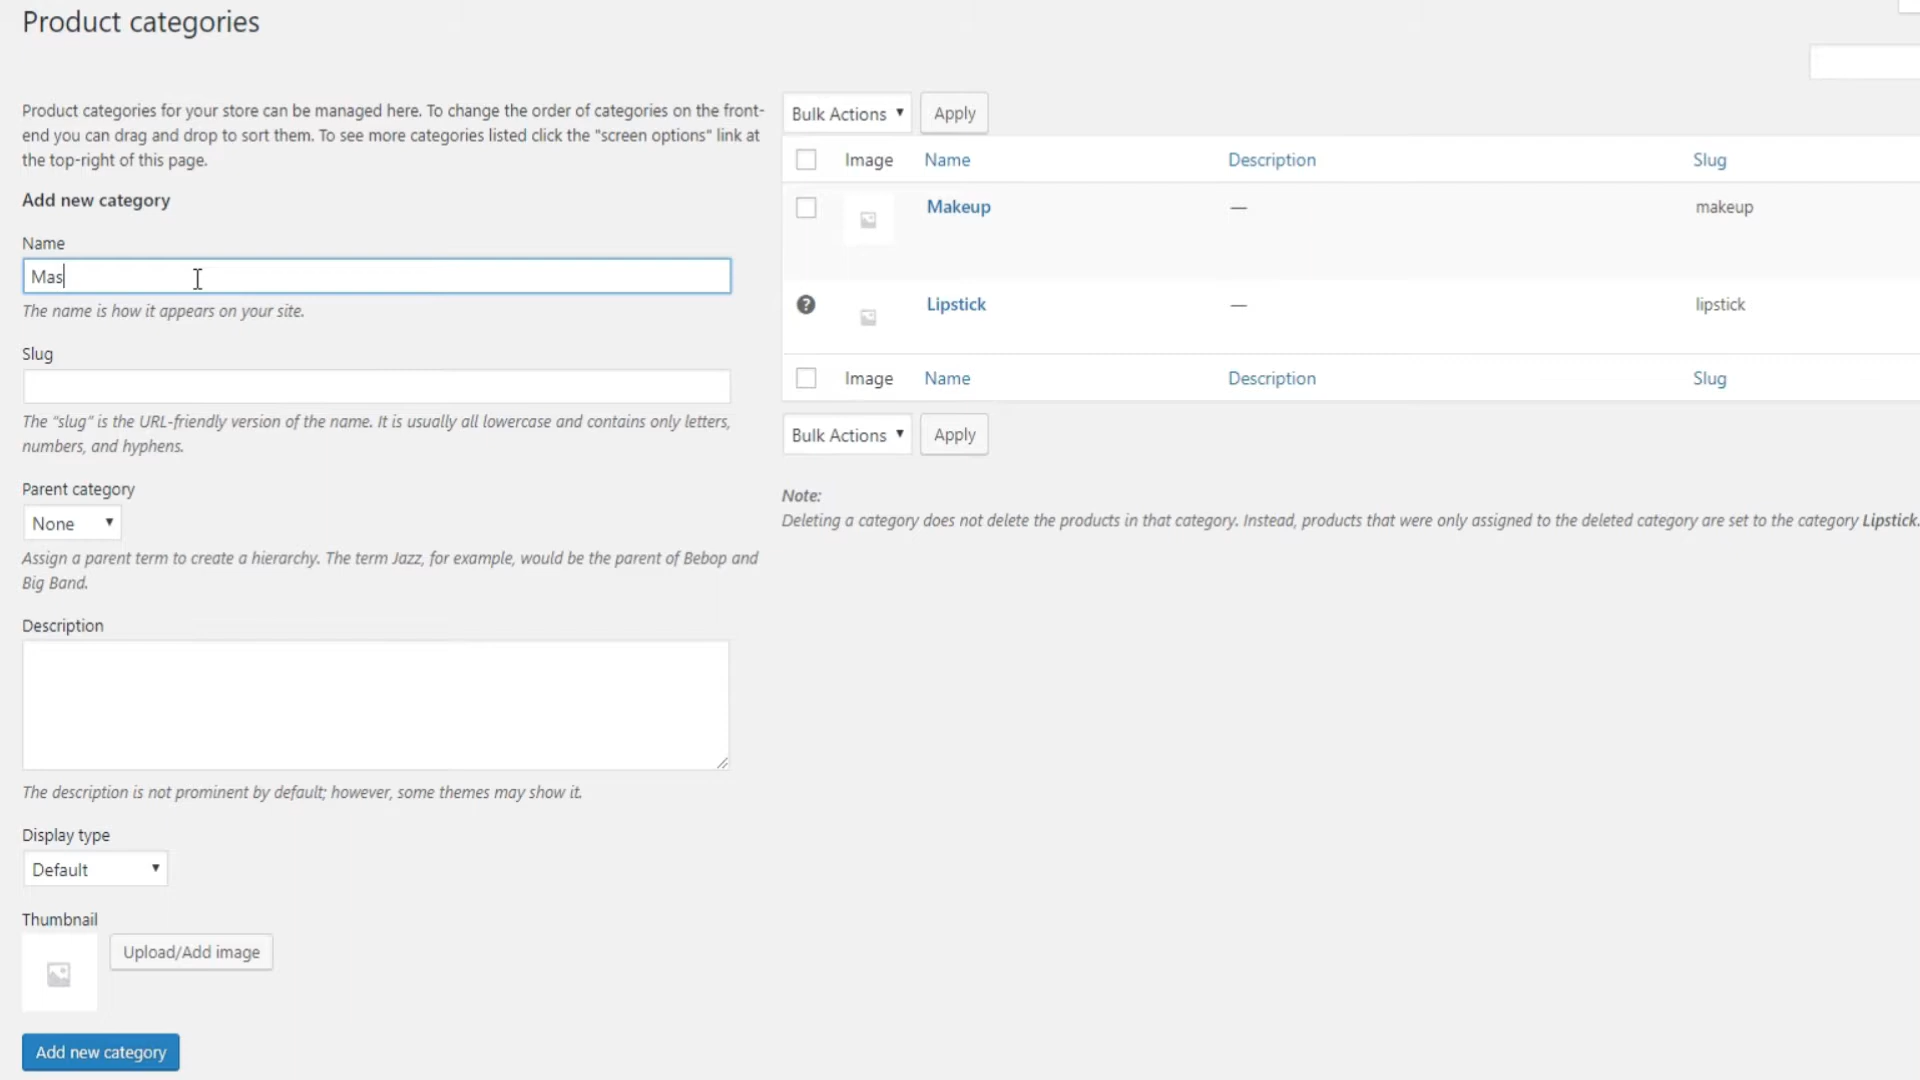 Product categories
Product categories for your store can be managed here. To change the order of categories on the front-
end you can drag and drop to sort them. To see more categories listed click the "screen options" link at
the top-right of this page.
Add new category
Name
Mas
The name is how it appears on your site.
Slug
The “slug” is the URL-friendly version of the name. It is usually all lowercase and contains only letters,
numbers, and hyphens.
Parent category
None
Assign a parent term to create a hierarchy. The term Jazz, for example, would be the parent of Bebop and
Big Band.
Description
The description is not prominent by default; however, some themes may show it.
Display type
Default
Thumbnail
Upload/Add image
Add new category
Bulk Actions Apply
Image Name Description Slug
Makeup — makeup
? Lipstick — lipstick
Image Name Description Slug
Bulk Actions Apply
Note:
Deleting a category does not delete the products in that category. Instead, products that were only assigned to the deleted category are set to the category Lipstick.